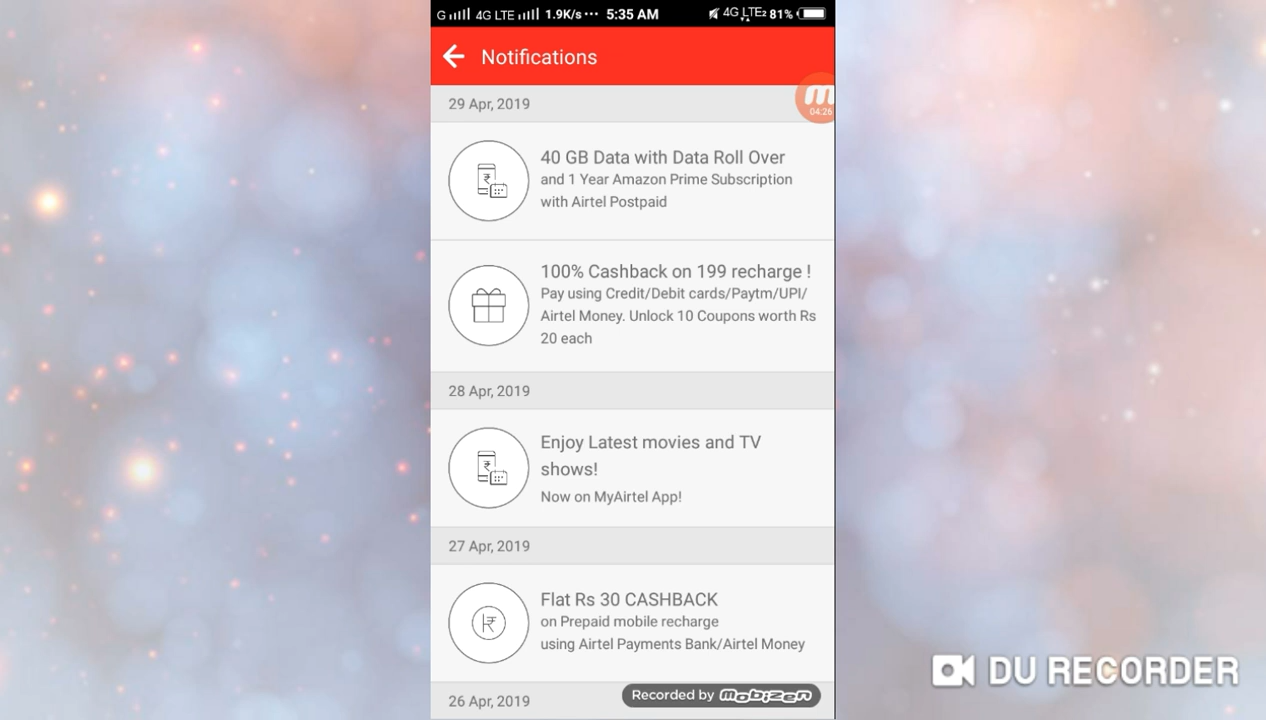 G 4G LTE 1.9K/s ··· 5:35 AM 4G LTE2 81%
Notifications
29 Apr, 2019
04:26
40 GB Data with Data Roll Over
and 1 Year Amazon Prime Subscription
with Airtel Postpaid
100% Cashback on 199 recharge !
Pay using Credit/Debit cards/Paytm/UPI/
Airtel Money. Unlock 10 Coupons worth Rs
20 each
28 Apr, 2019
Enjoy Latest movies and TV
shows!
Now on MyAirtel App!
27 Apr, 2019
Flat Rs 30 CASHBACK
on Prepaid mobile recharge
using Airtel Payments Bank/Airtel Money
26 Apr, 2019
Recorded by mobizen
DU RECORDER